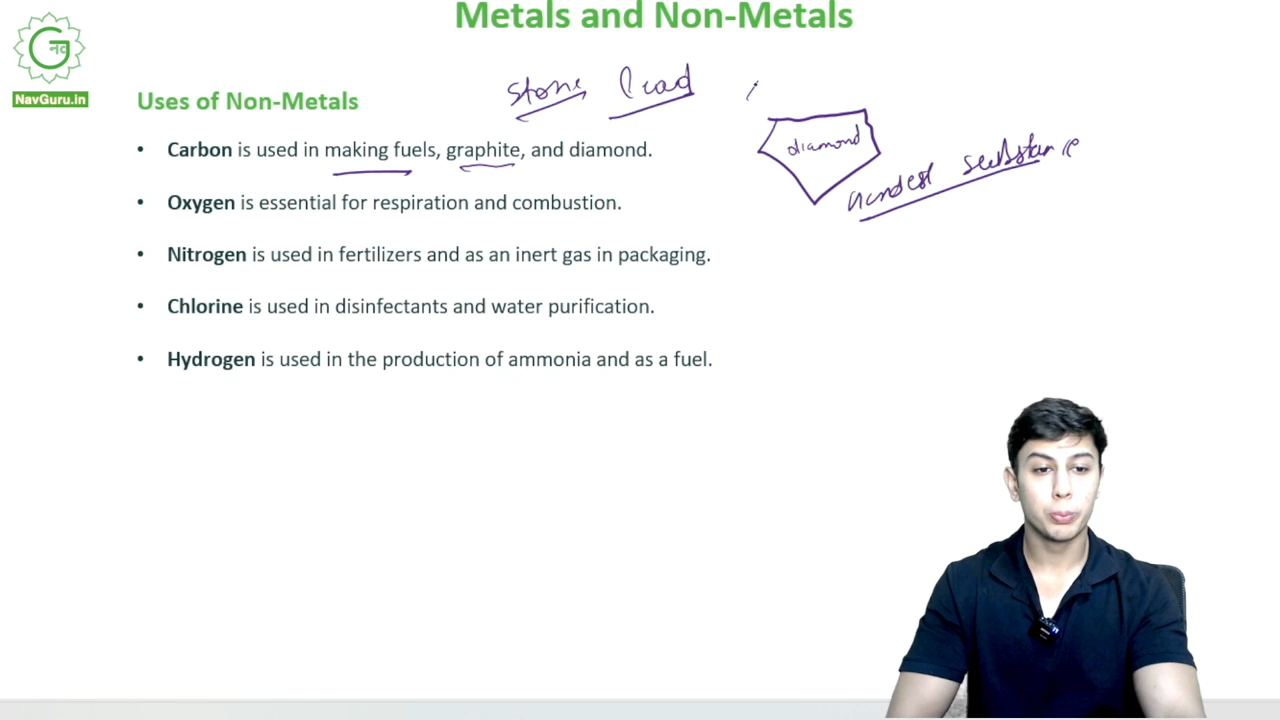 Metals and Non-Metals
नव
NavGuru.in
Uses of Non-Metals
stone lead
• Carbon is used in making fuels, graphite, and diamond.
diamond
hardest substance
• Oxygen is essential for respiration and combustion.
• Nitrogen is used in fertilizers and as an inert gas in packaging.
• Chlorine is used in disinfectants and water purification.
• Hydrogen is used in the production of ammonia and as a fuel.